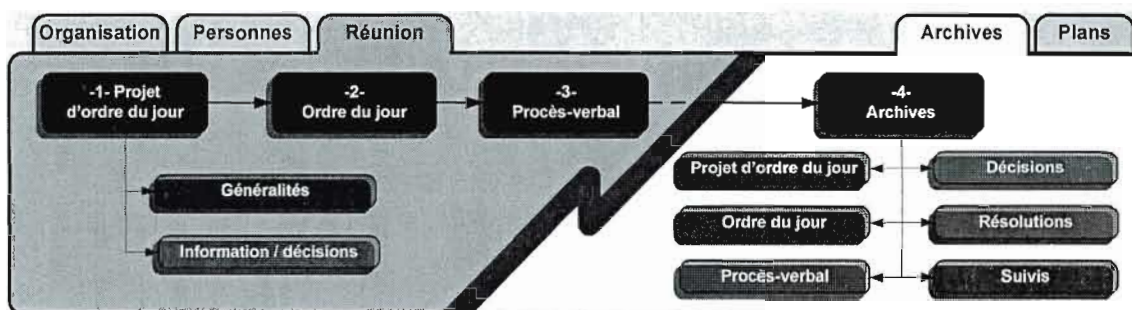 Organisation
Personnes
Réunion
Archives
Plans
-1- Projet
d'ordre du jour
-2-
Ordre du jour
-3-
Procès-verbal
-4-
Archives
Généralités
Information / décisions
Projet d'ordre du jour
Décisions
Ordre du jour
Résolutions
Procès-verbal
Suivis